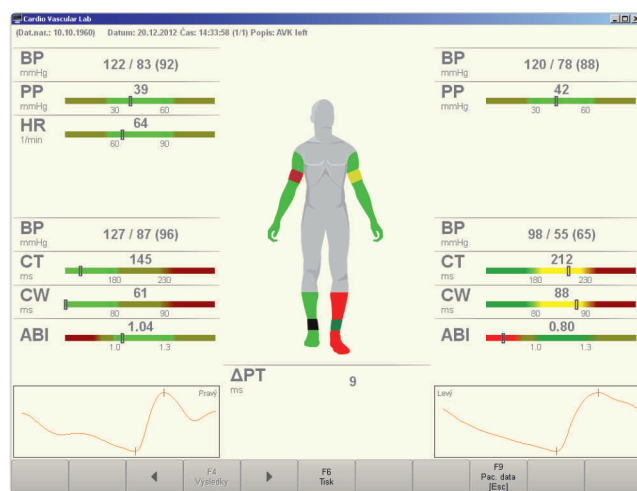 Cardio Vascular Lab
(Dat.nar.: 10.10.1960) Datum: 20.12.2012 Čas: 14:33:58 (1/1) Popis: AVK left
BP
mmHg
122 / 83 (92)
PP
mmHg
39
30 60
HR
1/min
64
60 90
BP
mmHg
127 / 87 (96)
CT
ms
145
180 230
CW
ms
61
80 90
ABI
1.04
1.0 1.3
Pravý
ΔPT
ms
9
BP
mmHg
120 / 78 (88)
PP
mmHg
42
30 60
BP
mmHg
98 / 55 (65)
CT
ms
212
180 230
CW
ms
88
80 90
ABI
0.80
1.0 1.3
Levý
F4
Výsledky
F6
Tisk
F9
Pac. data
[Esc]